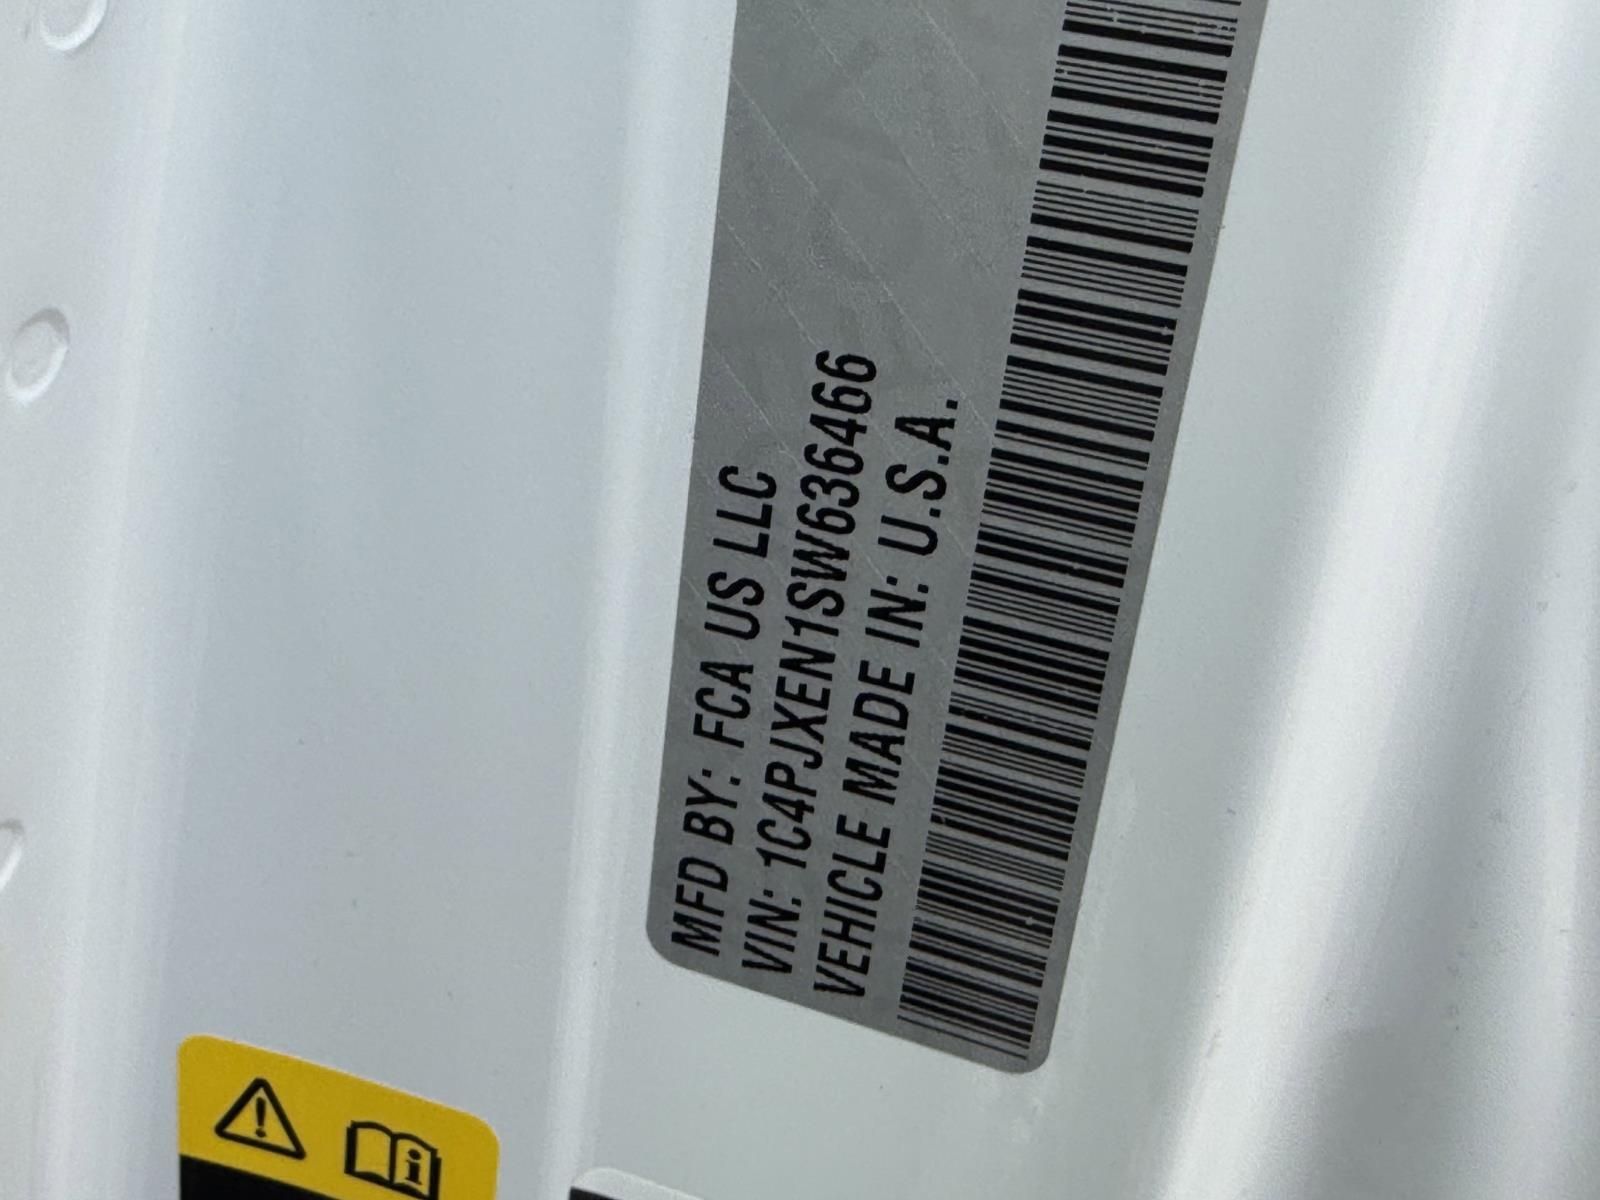 MFD BY: FCA US LLC
VIN: 1C4PJXEN1SW636466
VEHICLE MADE IN: U.S.A.